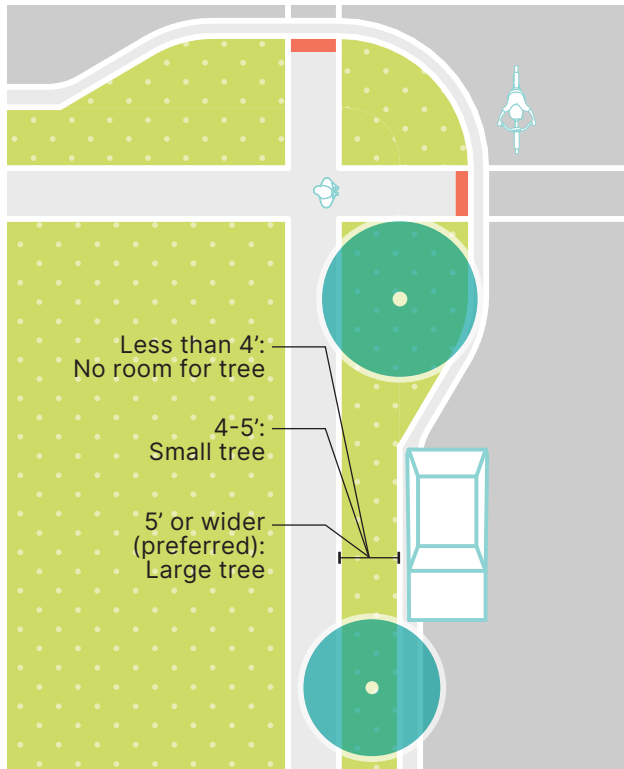 Less than 4’:
No room for tree
4-5’:
Small tree
5’ or wider
(preferred):
Large tree